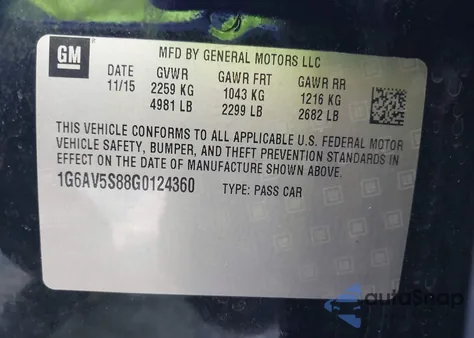 GM
MFD BY GENERAL MOTORS LLC
DATE GVWR GAWR FRT GAWR RR
11/15 2259 KG 1043 KG 1216 KG
4981 LB 2299 LB 2682 LB
THIS VEHICLE CONFORMS TO ALL APPLICABLE U.S. FEDERAL MOTOR
VEHICLE SAFETY, BUMPER, AND THEFT PREVENTION STANDARDS IN
EFFECT ON THE DATE OF MANUFACTURE SHOWN ABOVE.
1G6AV5S88G0124360 TYPE: PASS CAR
autoSnap